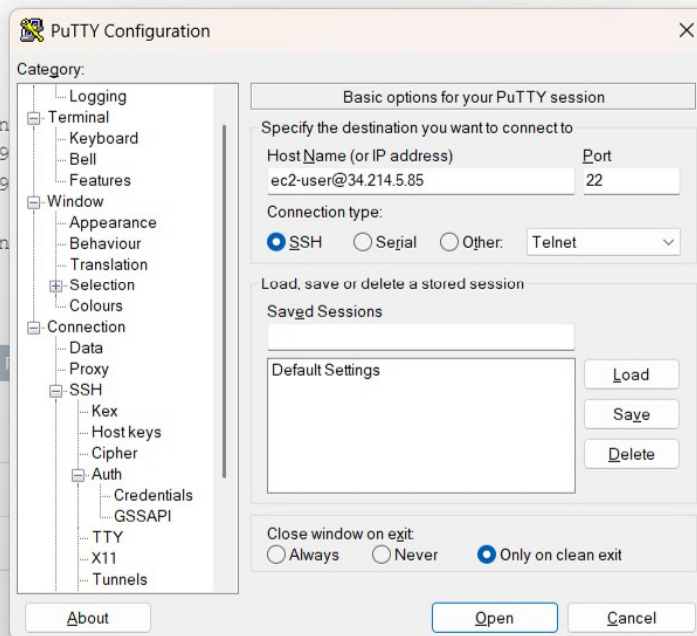 PuTTY Configuration
Category:
Logging
Terminal
Keyboard
Bell
Features
Window
Appearance
Behaviour
Translation
Selection
Colours
Connection
Data
Proxy
SSH
Kex
Host keys
Cipher
Auth
Credentials
GSSAPI
TTY
X11
Tunnels
Basic options for your PuTTY session
Specify the destination you want to connect to
Host Name (or IP address) Port
ec2-user@34.214.5.85 22
Connection type:
SSH Serial Other: Telnet
Load, save or delete a stored session
Saved Sessions
Default Settings
Load
Save
Delete
Close window on exit:
Always Never Only on clean exit
About Open Cancel